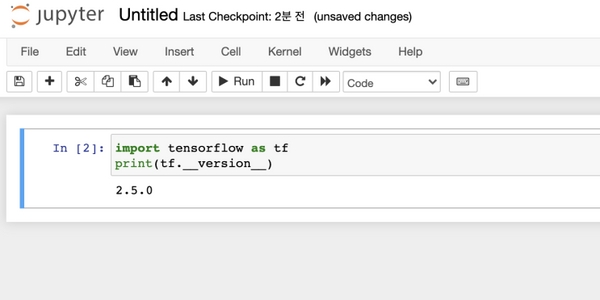 jupyter Untitled Last Checkpoint: 2분 전 (unsaved changes)
File Edit View Insert Cell Kernel Widgets Help
Run Code
In [2]: import tensorflow as tf
print(tf.__version__)
2.5.0